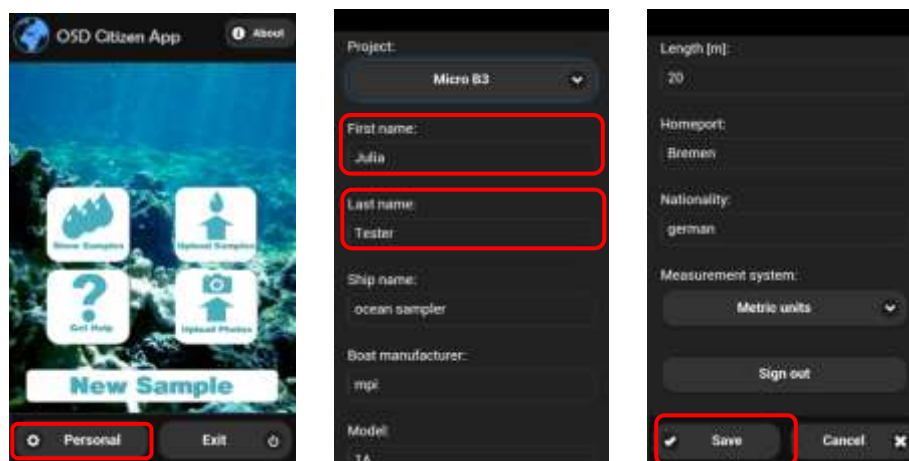 OSD Citizen App
About
Show Samples
Upload Samples
Get Help
Upload Photos
New Sample
Personal
Exit
Project:
Micro B3
First name:
Julia
Last name:
Tester
Ship name:
ocean sampler
Boat manufacturer:
mpi
Model:
Length [m]:
20
Homeport:
Bremen
Nationality:
german
Measurement system:
Metric units
Sign out
Save
Cancel